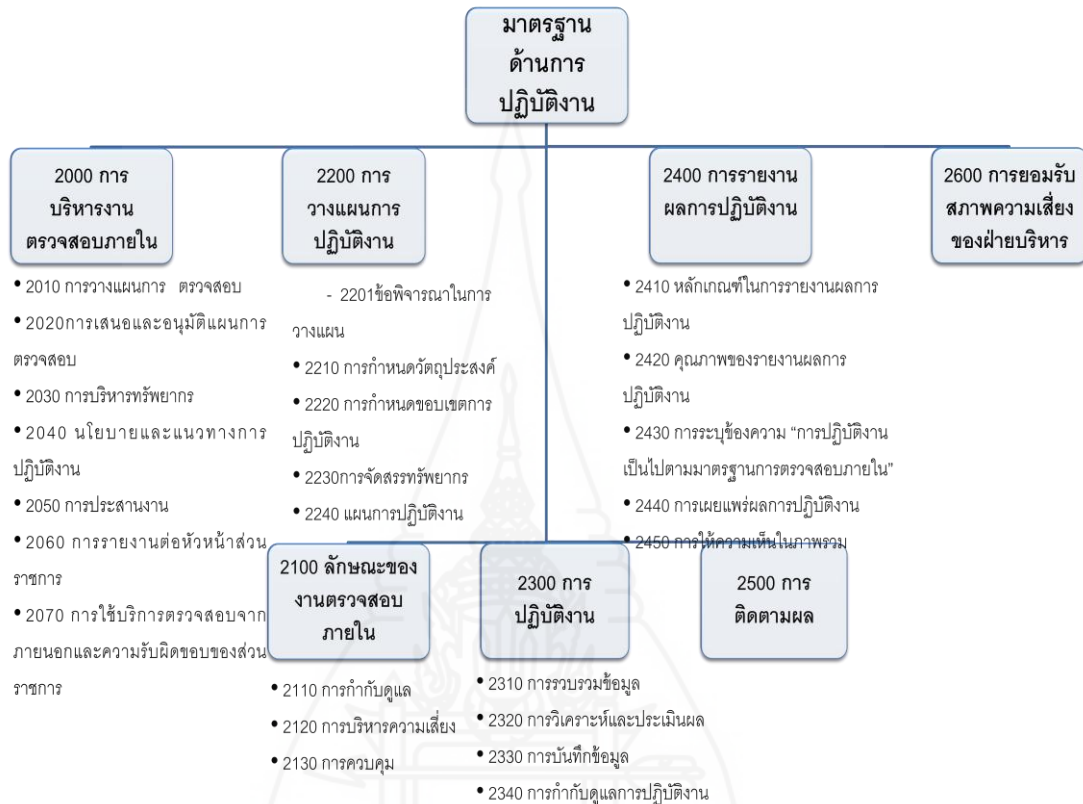 มาตรฐาน
ด้านการ
ปฏิบัติงาน
2000 การ
บริหารงาน
ตรวจสอบภายใน
• 2010 การวางแผนการ ตรวจสอบ
• 2020การเสนอและอนุมัติแผนการ
ตรวจสอบ
• 2030 การบริหารทรัพยากร
• 2040 นโยบายและแนวทางการ
ปฏิบัติงาน
• 2050 การประสานงาน
• 2060 การรายงานต่อหัวหน้าส่วน
ราชการ
• 2070 การใช้บริการตรวจสอบจาก
ภายนอกและความรับผิดขอบของส่วน
ราชการ
2200 การ
วางแผนการ
ปฏิบัติงาน
- 2201ข้อพิจารณาในการ
วางแผน
• 2210 การกำหนดวัตถุประสงค์
• 2220 การกำหนดขอบเขตการ
ปฏิบัติงาน
• 2230การจัดสรรทรัพยากร
• 2240 แผนการปฏิบัติงาน
2400 การรายงาน
ผลการปฏิบัติงาน
• 2410 หลักเกณฑ์ในการรายงานผลการ
ปฏิบัติงาน
• 2420 คุณภาพของรายงานผลการ
ปฏิบัติงาน
• 2430 การระบุข้องความ “การปฏิบัติงาน
เป็นไปตามมาตรฐานการตรวจสอบภายใน”
• 2440 การเผยแพร่ผลการปฏิบัติงาน
• 2450 การให้ความเห็นในภาพรวม
2600 การยอมรับ
สภาพความเสี่ยง
ของฝ่ายบริหาร
2100 ลักษณะของ
งานตรวจสอบ
ภายใน
• 2110 การกำกับดูแล
• 2120 การบริหารความเสี่ยง
• 2130 การควบคุม
2300 การ
ปฏิบัติงาน
• 2310 การรวบรวมข้อมูล
• 2320 การวิเคราะห์และประเมินผล
• 2330 การบันทึกข้อมูล
• 2340 การกำกับดูแลการปฏิบัติงาน
2500 การ
ติดตามผล